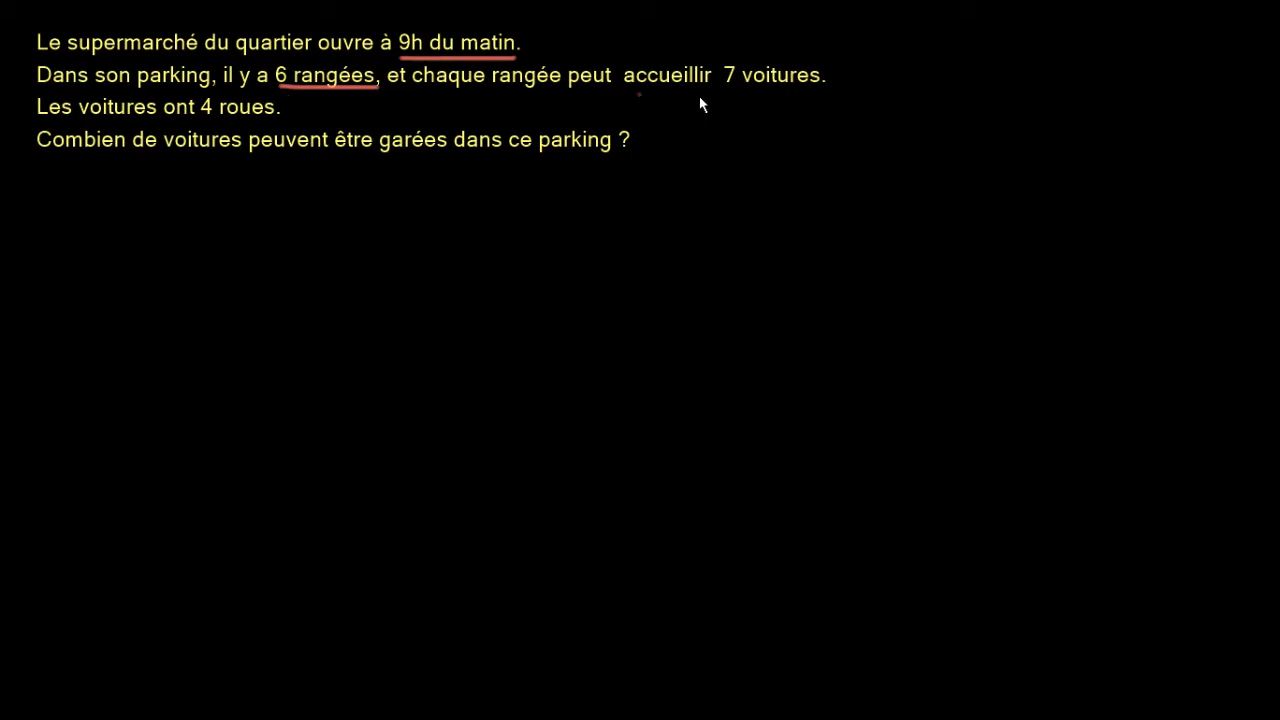 Le supermarché du quartier ouvre à 9h du matin.
Dans son parking, il y a 6 rangées, et chaque rangée peut accueillir 7 voitures.
Les voitures ont 4 roues.
Combien de voitures peuvent être garées dans ce parking ?